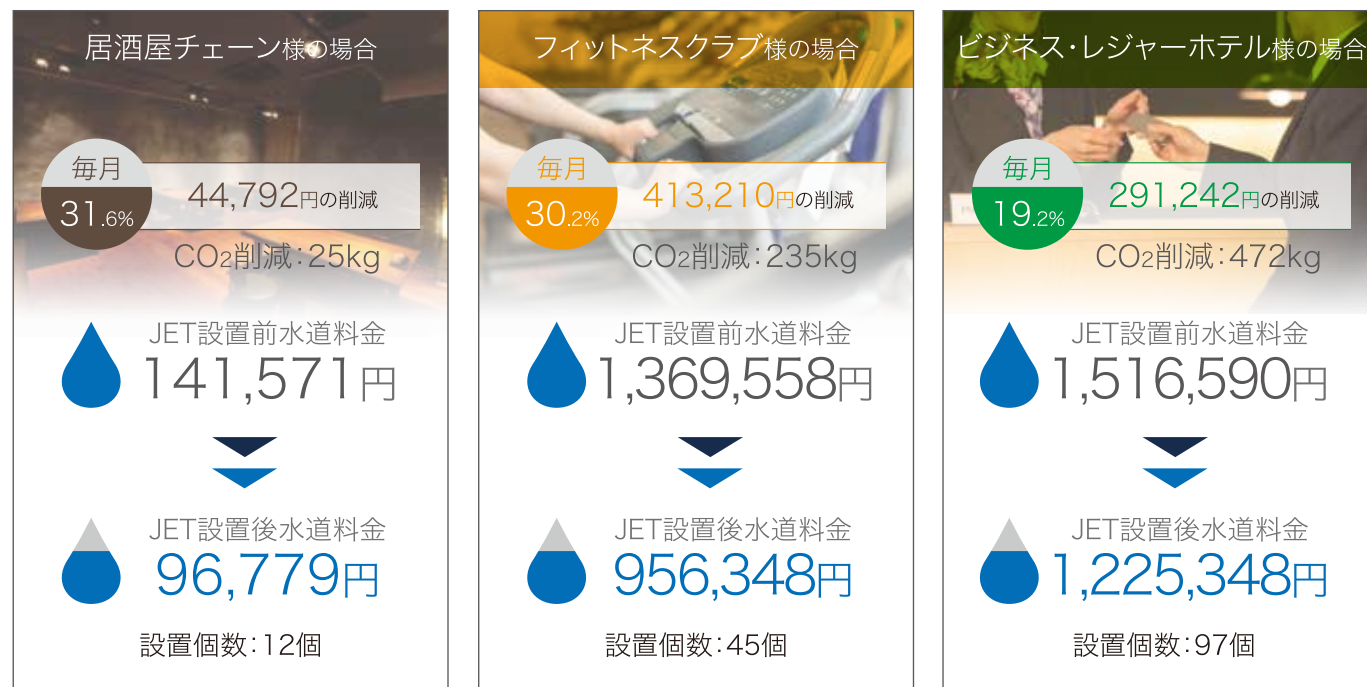 居酒屋チェーン様の場合
毎月
31.6%
44,792円の削減
CO2削減:25kg
JET設置前水道料金
141,571円
JET設置後水道料金
96,779円
設置個数:12個
フィットネスクラブ様の場合
毎月
30.2%
413,210円の削減
CO2削減:235kg
JET設置前水道料金
1,369,558円
JET設置後水道料金
956,348円
設置個数:45個
ビジネス・レジャーホテル様の場合
毎月
19.2%
291,242円の削減
CO2削減:472kg
JET設置前水道料金
1,516,590円
JET設置後水道料金
1,225,348円
設置個数:97個